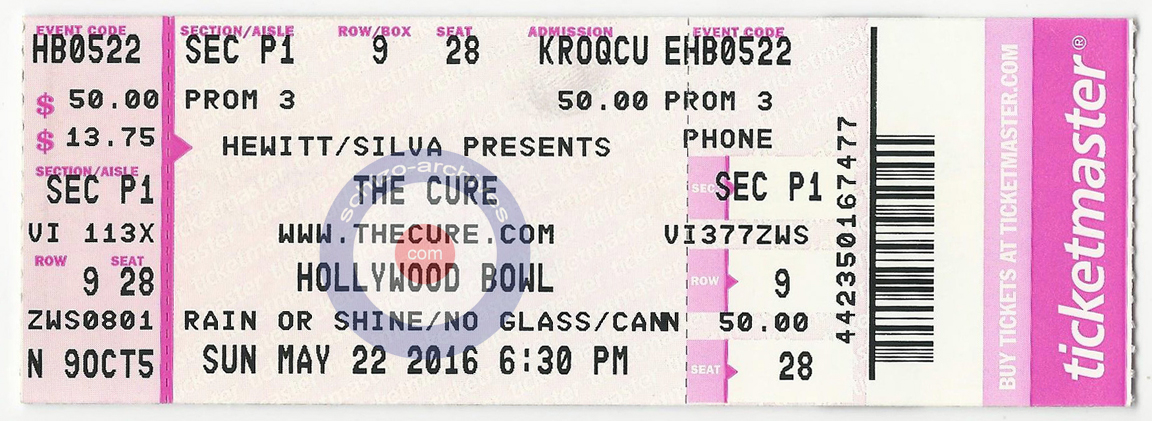 EVENT CODE
HB0522
$ 50.00
$ 13.75
SECTION/AISLE
SEC P1
VI 113X
ROW SEAT
9 28
ZWS0801
N 9OCT5
SECTION/AISLE ROW/BOX SEAT ADMISSION
SEC P1 9 28 KROQCU
PROM 3 50.00
HEWITT/SILVA PRESENTS
THE CURE
WWW.THECURE.COM
HOLLYWOOD BOWL
RAIN OR SHINE/NO GLASS/CANN
SUN MAY 22 2016 6:30 PM
schizo-archives
com
EVENT CODE
EHB0522
PROM 3
PHONE
SEC P1
VI377ZWS
ROW 9
50.00
SEAT 28
442350167477
BUY TICKETS AT TICKETMASTER.COM
ticketmaster®